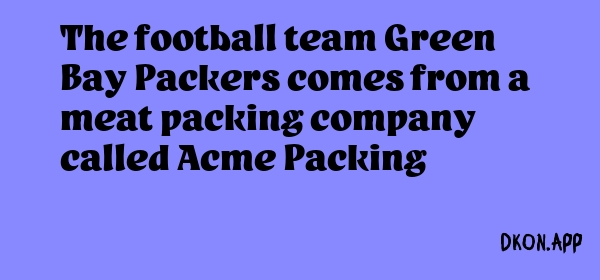 The football team Green
Bay Packers comes from a
meat packing company
called Acme Packing
DKON.APP